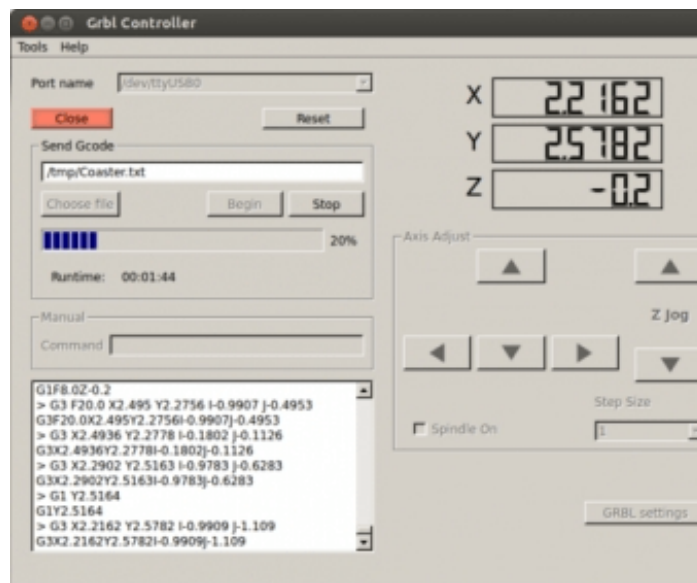 Grbl Controller
Tools Help
Port name /dev/ttyUSB0
Close Reset
Send Gcode
/tmp/Coaster.txt
Choose file Begin Stop
20%
Runtime: 00:01:44
Manual
Command
G1F8.0Z-0.2
> G3 F20.0 X2.495 Y2.2756 I-0.9907 J-0.4953
G3F20.0X2.495Y2.2756I-0.9907J-0.4953
> G3 X2.4936 Y2.2778 I-0.1802 J-0.1126
G3X2.4936Y2.2778I-0.1802J-0.1126
> G3 X2.2902 Y2.5163 I-0.9783 J-0.6283
G3X2.2902Y2.5163I-0.9783J-0.6283
> G1 Y2.5164
G1Y2.5164
> G3 X2.2162 Y2.5782 I-0.9909 J-1.109
G3X2.2162Y2.5782I-0.9909J-1.109
X 2.2162
Y 2.5782
Z -0.2
Axis Adjust
Z Jog
Step Size
Spindle On 1
GRBL settings